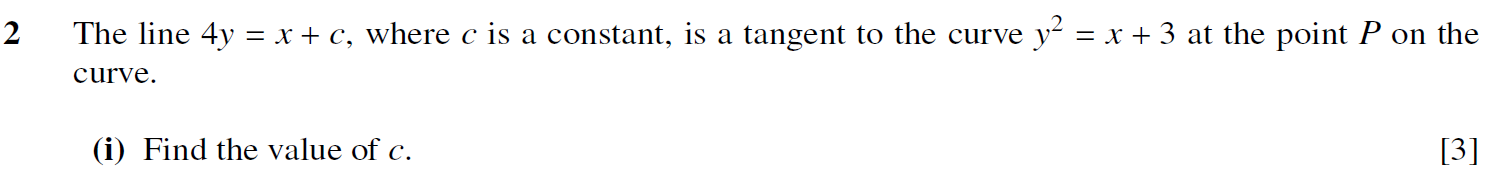 2 The line 4y = x + c, where c is a constant, is a tangent to the curve y² = x + 3 at the point P on the
curve.
(i) Find the value of c. [3]